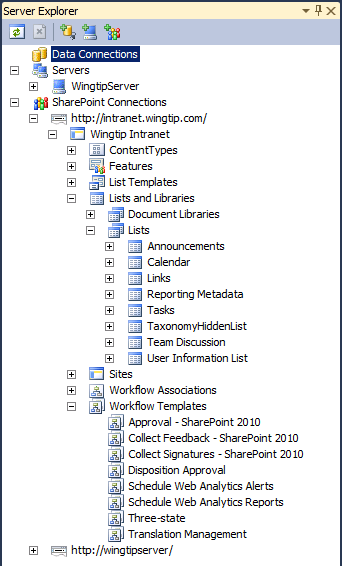 Server Explorer
Data Connections
Servers
WingtipServer
SharePoint Connections
http://intranet.wingtip.com/
Wingtip Intranet
ContentTypes
Features
List Templates
Lists and Libraries
Document Libraries
Lists
Announcements
Calendar
Links
Reporting Metadata
Tasks
TaxonomyHiddenList
Team Discussion
User Information List
Sites
Workflow Associations
Workflow Templates
Approval - SharePoint 2010
Collect Feedback - SharePoint 2010
Collect Signatures - SharePoint 2010
Disposition Approval
Schedule Web Analytics Alerts
Schedule Web Analytics Reports
Three-state
Translation Management
http://wingtipserver/